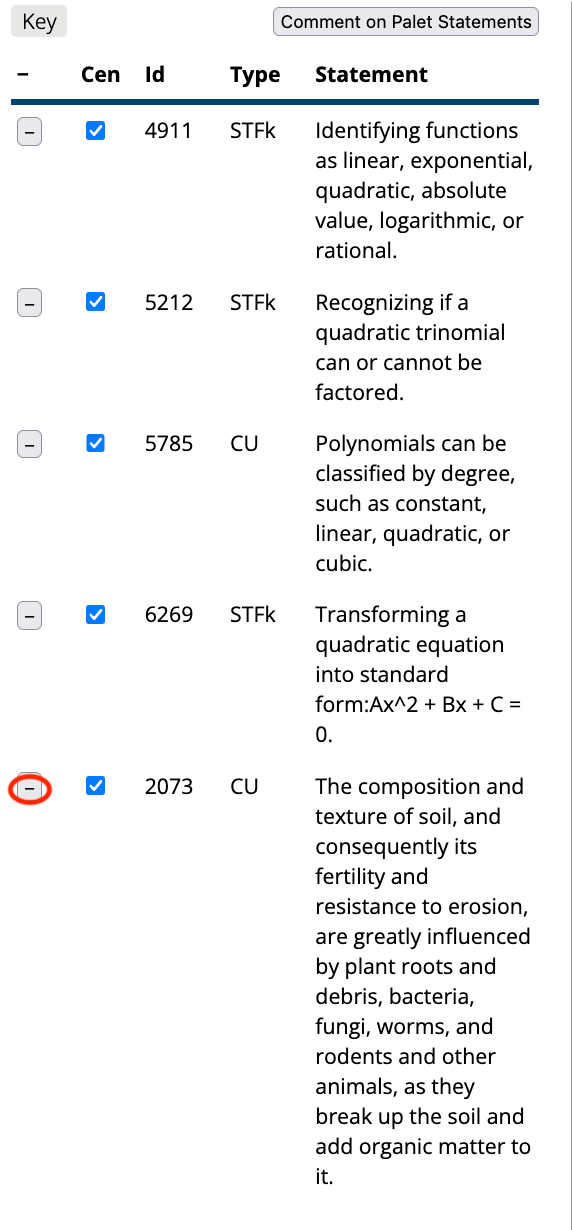 Key Comment on Palet Statements
– Cen Id Type Statement
– 4911 STFk Identifying functions
as linear, exponential,
quadratic, absolute
value, logarithmic, or
rational.
– 5212 STFk Recognizing if a
quadratic trinomial
can or cannot be
factored.
– 5785 CU Polynomials can be
classified by degree,
such as constant,
linear, quadratic, or
cubic.
– 6269 STFk Transforming a
quadratic equation
into standard
form:Ax^2 + Bx + C =
0.
– 2073 CU The composition and
texture of soil, and
consequently its
fertility and
resistance to erosion,
are greatly influenced
by plant roots and
debris, bacteria,
fungi, worms, and
rodents and other
animals, as they
break up the soil and
add organic matter to
it.